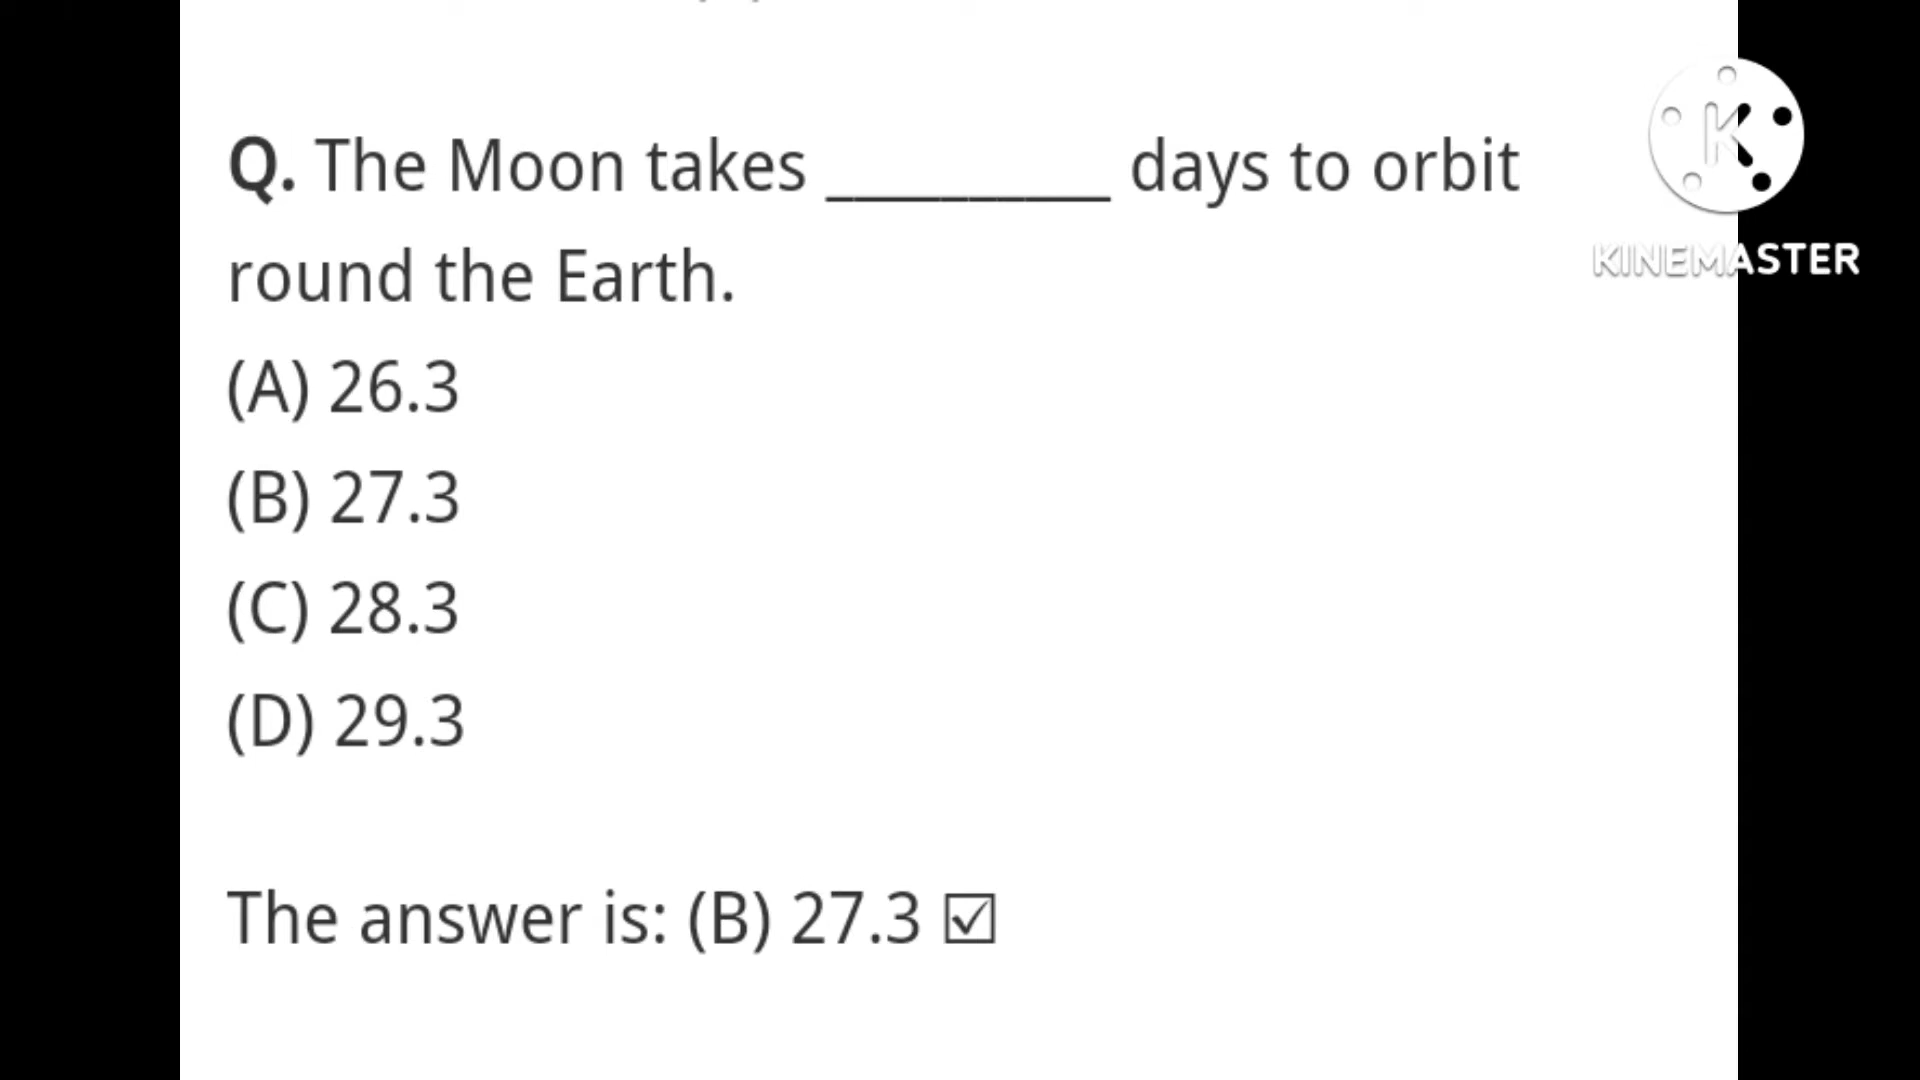 Q. The Moon takes __________ days to orbit
round the Earth.
(A) 26.3
(B) 27.3
(C) 28.3
(D) 29.3
The answer is: (B) 27.3 ☑
K
KINEMASTER